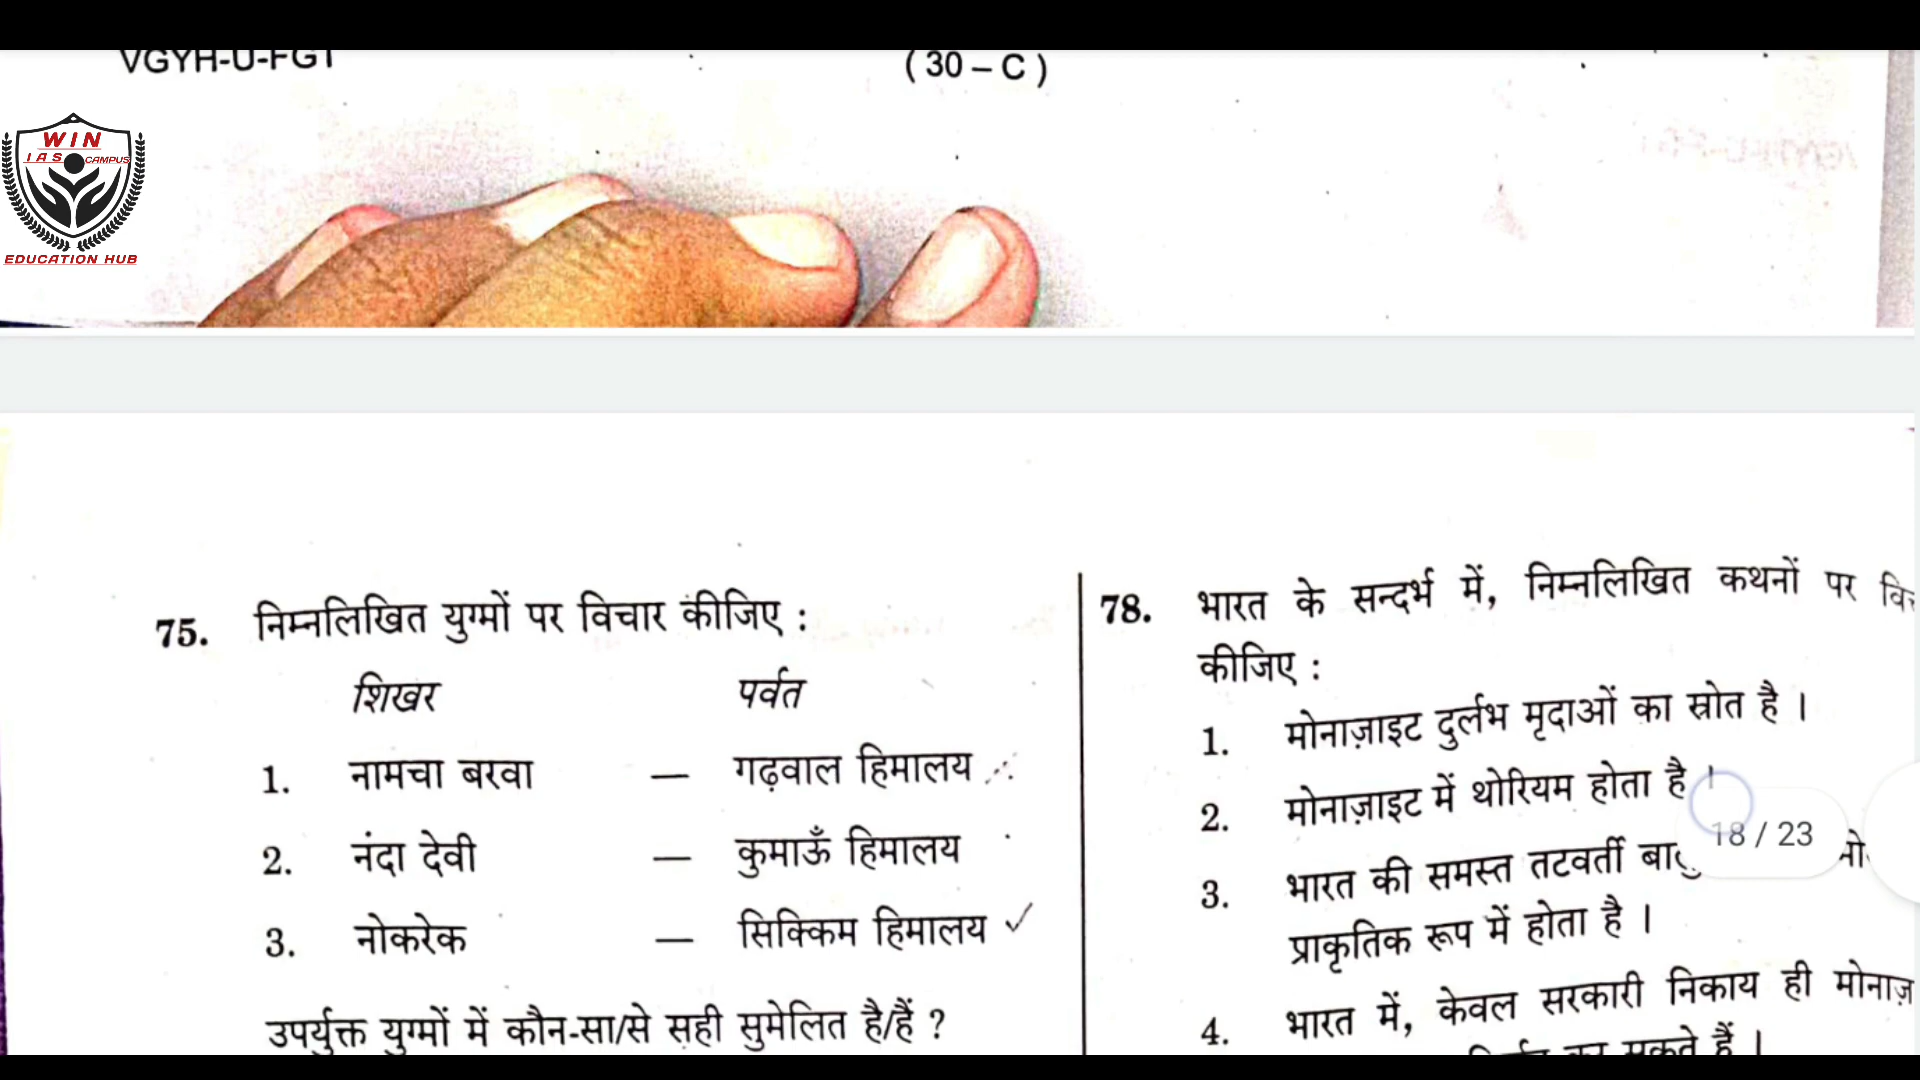 VGYH-U-FGT
( 30 – C )
WIN
IAS CAMPUS
EDUCATION HUB
75. निम्नलिखित युग्मों पर विचार कीजिए :
शिखर पर्वत
1. नामचा बरवा — गढ़वाल हिमालय
2. नंदा देवी — कुमाऊँ हिमालय
3. नोकरेक — सिक्किम हिमालय ✓
उपर्युक्त युग्मों में कौन-सा/से सही सुमेलित है/हैं ?
78. भारत के सन्दर्भ में, निम्नलिखित कथनों पर
कीजिए :
1. मोनाज़ाइट दुर्लभ मृदाओं का स्रोत है ।
2. मोनाज़ाइट में थोरियम होता है ।
18 / 23
3. भारत की समस्त तटवर्ती
प्राकृतिक रूप में होता है ।
4. भारत में, केवल सरकारी निकाय ही
सकते हैं ।